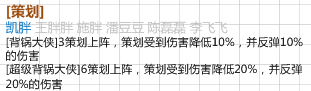 [策划]
凯胖 王胖胖 施胖 潘豆豆 陈磊磊 李飞飞
[背锅大侠]3策划上阵，策划受到伤害降低10%，并反弹10%
的伤害
[超级背锅大侠]6策划上阵，策划受到伤害降低20%，并反弹
20%的伤害